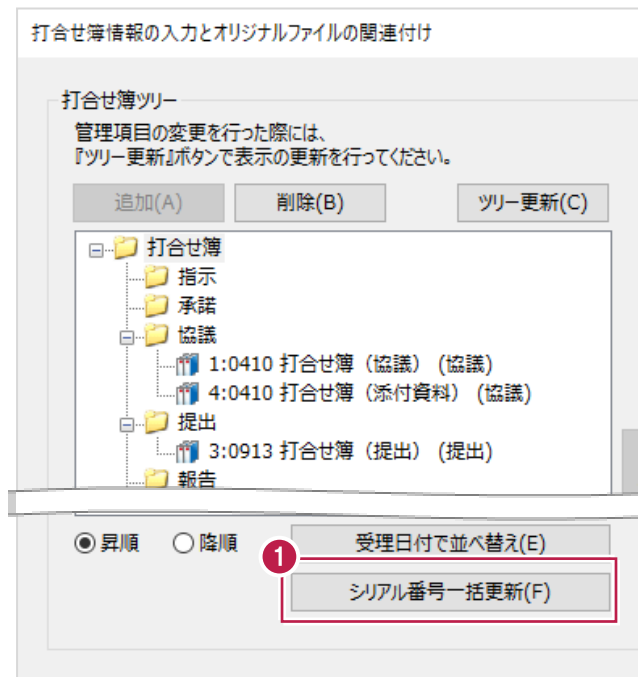 打合せ簿情報の入力とオリジナルファイルの関連付け
打合せ簿ツリー
管理項目の変更を行った際には、
『ツリー更新』ボタンで表示の更新を行ってください。
追加(A) 削除(B) ツリー更新(C)
打合せ簿
指示
承諾
協議
1:0410 打合せ簿（協議） (協議)
4:0410 打合せ簿（添付資料） (協議)
提出
3:0913 打合せ簿（提出） (提出)
報告
昇順 降順 受理日付で並べ替え(E)
1 シリアル番号一括更新(F)